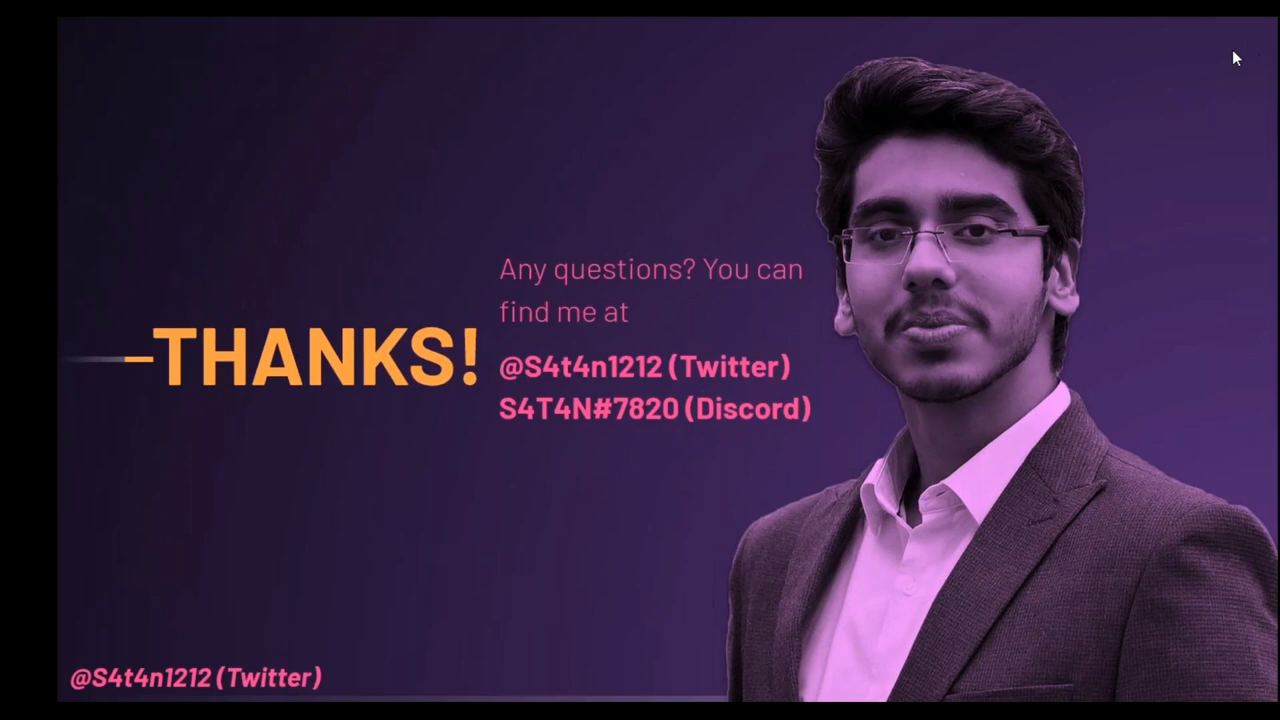 –THANKS!
Any questions? You can
find me at
@S4t4n1212 (Twitter)
S4T4N#7820 (Discord)
@S4t4n1212 (Twitter)